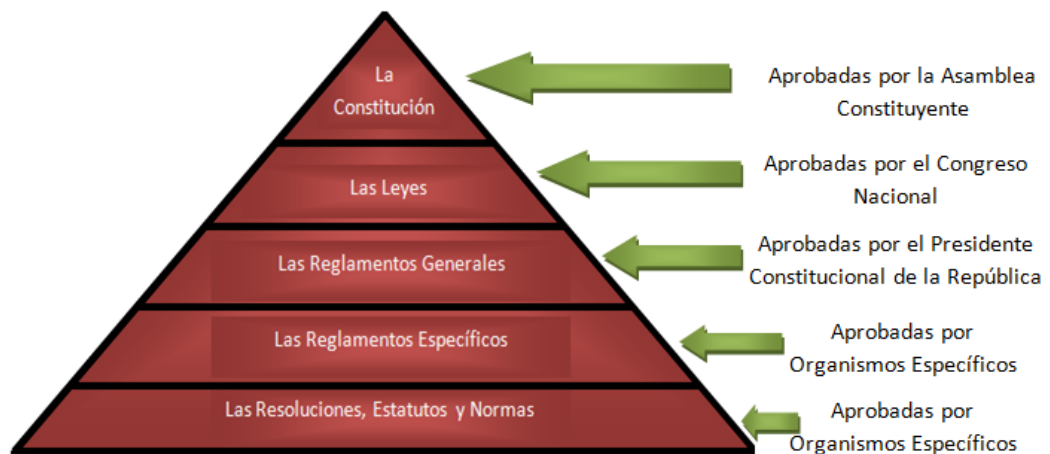 La
Constitución
Aprobadas por la Asamblea
Constituyente
Las Leyes
Aprobadas por el Congreso
Nacional
Las Reglamentos Generales
Aprobadas por el Presidente
Constitucional de la República
Las Reglamentos Específicos
Aprobadas por
Organismos Específicos
Las Resoluciones, Estatutos y Normas
Aprobadas por
Organismos Específicos